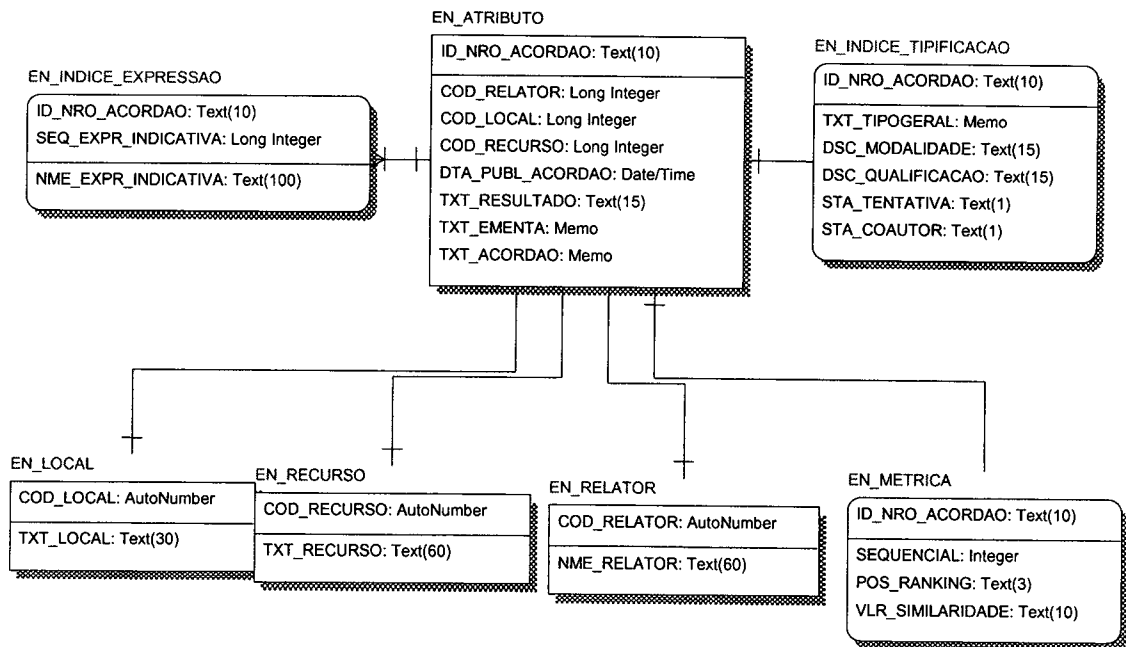 EN_ATRIBUTO
ID_NRO_ACORDAO: Text(10)
COD_RELATOR: Long Integer
COD_LOCAL: Long Integer
COD_RECURSO: Long Integer
DTA_PUBL_ACORDAO: Date/Time
TXT_RESULTADO: Text(15)
TXT_EMENTA: Memo
TXT_ACORDAO: Memo
EN_INDICE_EXPRESSAO
ID_NRO_ACORDAO: Text(10)
SEQ_EXPR_INDICATIVA: Long Integer
NME_EXPR_INDICATIVA: Text(100)
EN_INDICE_TIPIFICACAO
ID_NRO_ACORDAO: Text(10)
TXT_TIPOGERAL: Memo
DSC_MODALIDADE: Text(15)
DSC_QUALIFICACAO: Text(15)
STA_TENTATIVA: Text(1)
STA_COAUTOR: Text(1)
EN_LOCAL
COD_LOCAL: AutoNumber
TXT_LOCAL: Text(30)
EN_RECURSO
COD_RECURSO: AutoNumber
TXT_RECURSO: Text(60)
EN_RELATOR
COD_RELATOR: AutoNumber
NME_RELATOR: Text(60)
EN_METRICA
ID_NRO_ACORDAO: Text(10)
SEQUENCIAL: Integer
POS_RANKING: Text(3)
VLR_SIMILARIDADE: Text(10)